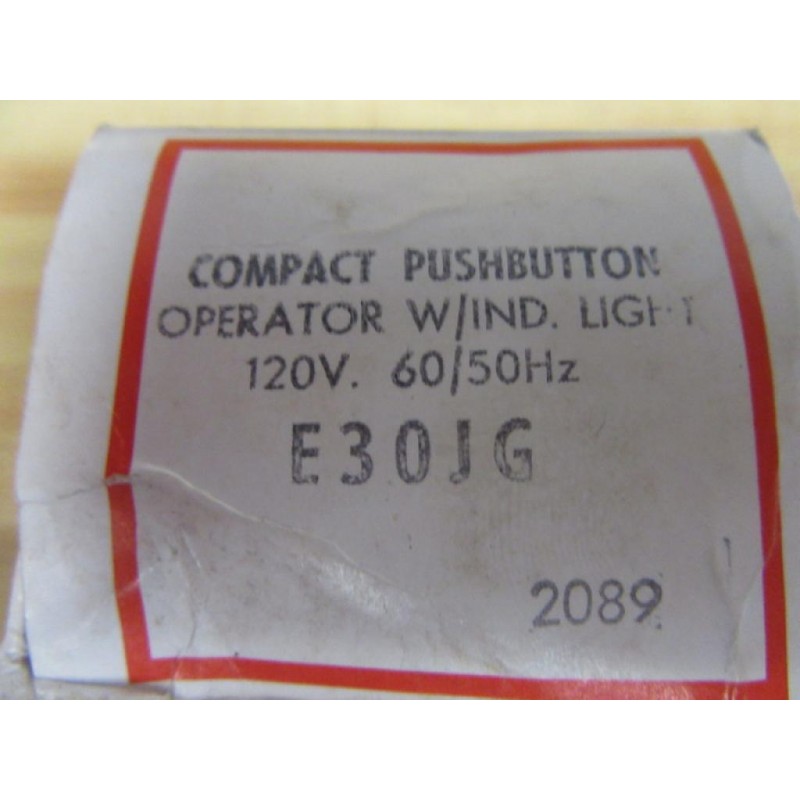 COMPACT PUSHBUTTON
OPERATOR W/IND. LIGHT
120V. 60/50Hz
E30JG
2089